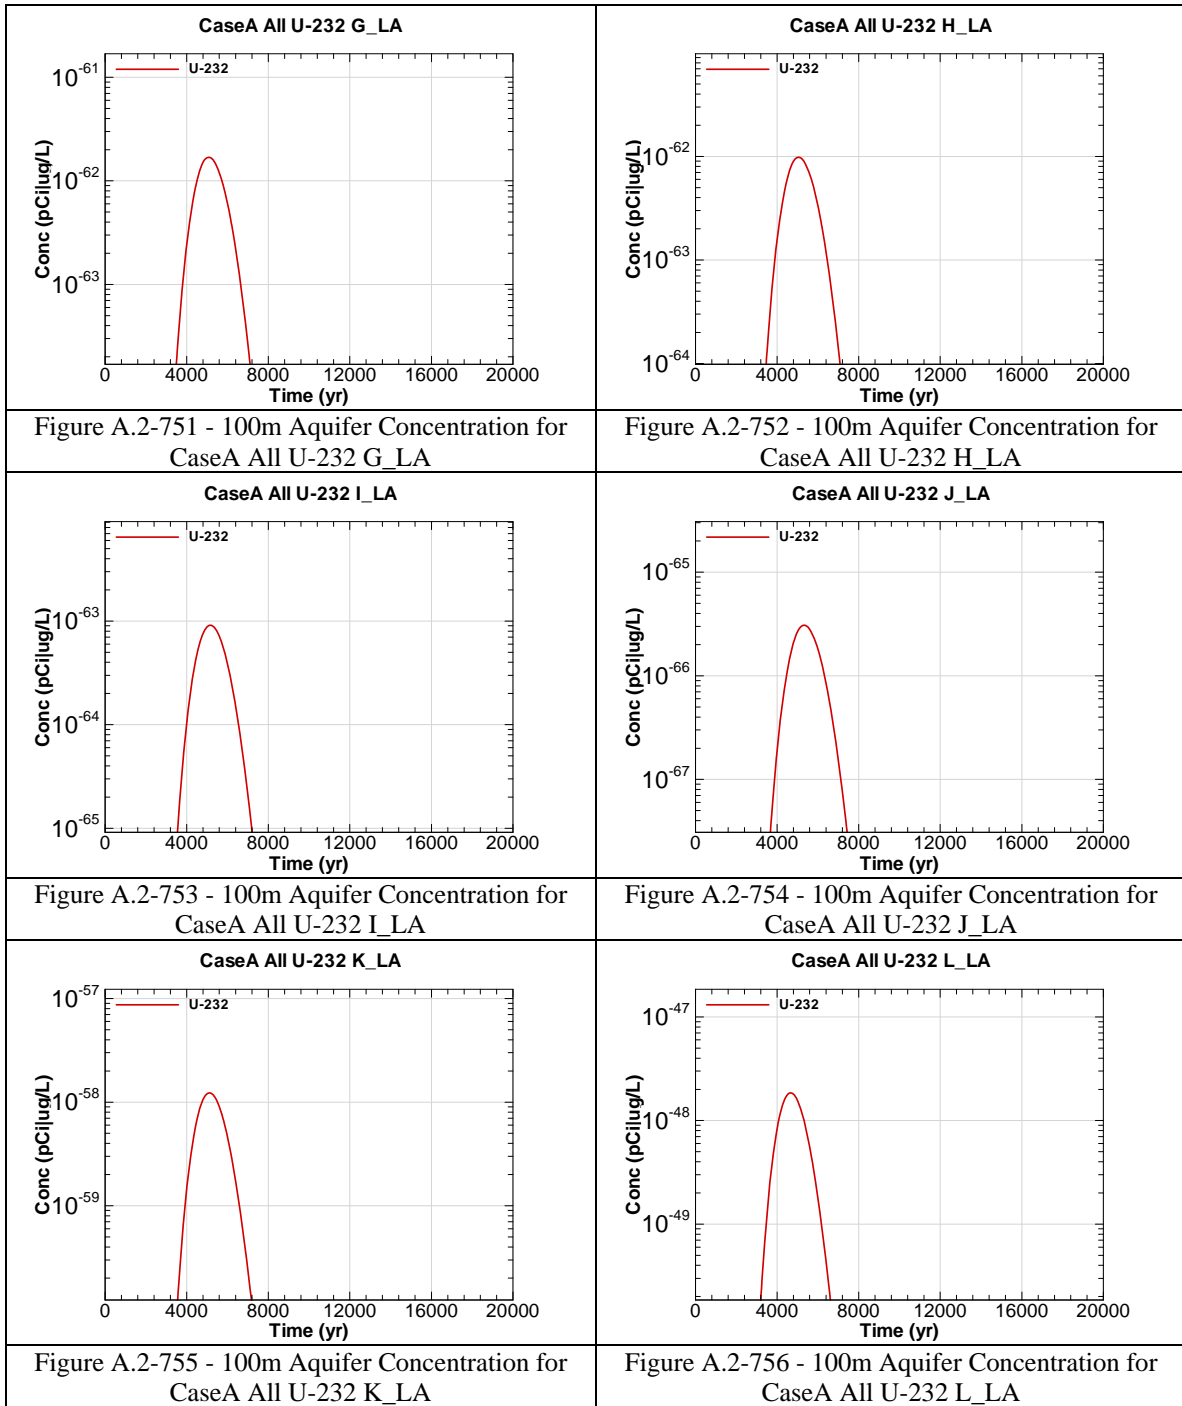 CaseA All U-232 G_LA
U-232
10-61
10-62
10-63
Conc (pCi|ug/L)
0 4000 8000 12000 16000 20000
Time (yr)
Figure A.2-751 - 100m Aquifer Concentration for
CaseA All U-232 G_LA
CaseA All U-232 H_LA
U-232
10-62
10-63
10-64
Conc (pCi|ug/L)
0 4000 8000 12000 16000 20000
Time (yr)
Figure A.2-752 - 100m Aquifer Concentration for
CaseA All U-232 H_LA
CaseA All U-232 I_LA
U-232
10-63
10-64
10-65
Conc (pCi|ug/L)
0 4000 8000 12000 16000 20000
Time (yr)
Figure A.2-753 - 100m Aquifer Concentration for
CaseA All U-232 I_LA
CaseA All U-232 J_LA
U-232
10-65
10-66
10-67
Conc (pCi|ug/L)
0 4000 8000 12000 16000 20000
Time (yr)
Figure A.2-754 - 100m Aquifer Concentration for
CaseA All U-232 J_LA
CaseA All U-232 K_LA
U-232
10-57
10-58
10-59
Conc (pCi|ug/L)
0 4000 8000 12000 16000 20000
Time (yr)
Figure A.2-755 - 100m Aquifer Concentration for
CaseA All U-232 K_LA
CaseA All U-232 L_LA
U-232
10-47
10-48
10-49
Conc (pCi|ug/L)
0 4000 8000 12000 16000 20000
Time (yr)
Figure A.2-756 - 100m Aquifer Concentration for
CaseA All U-232 L_LA